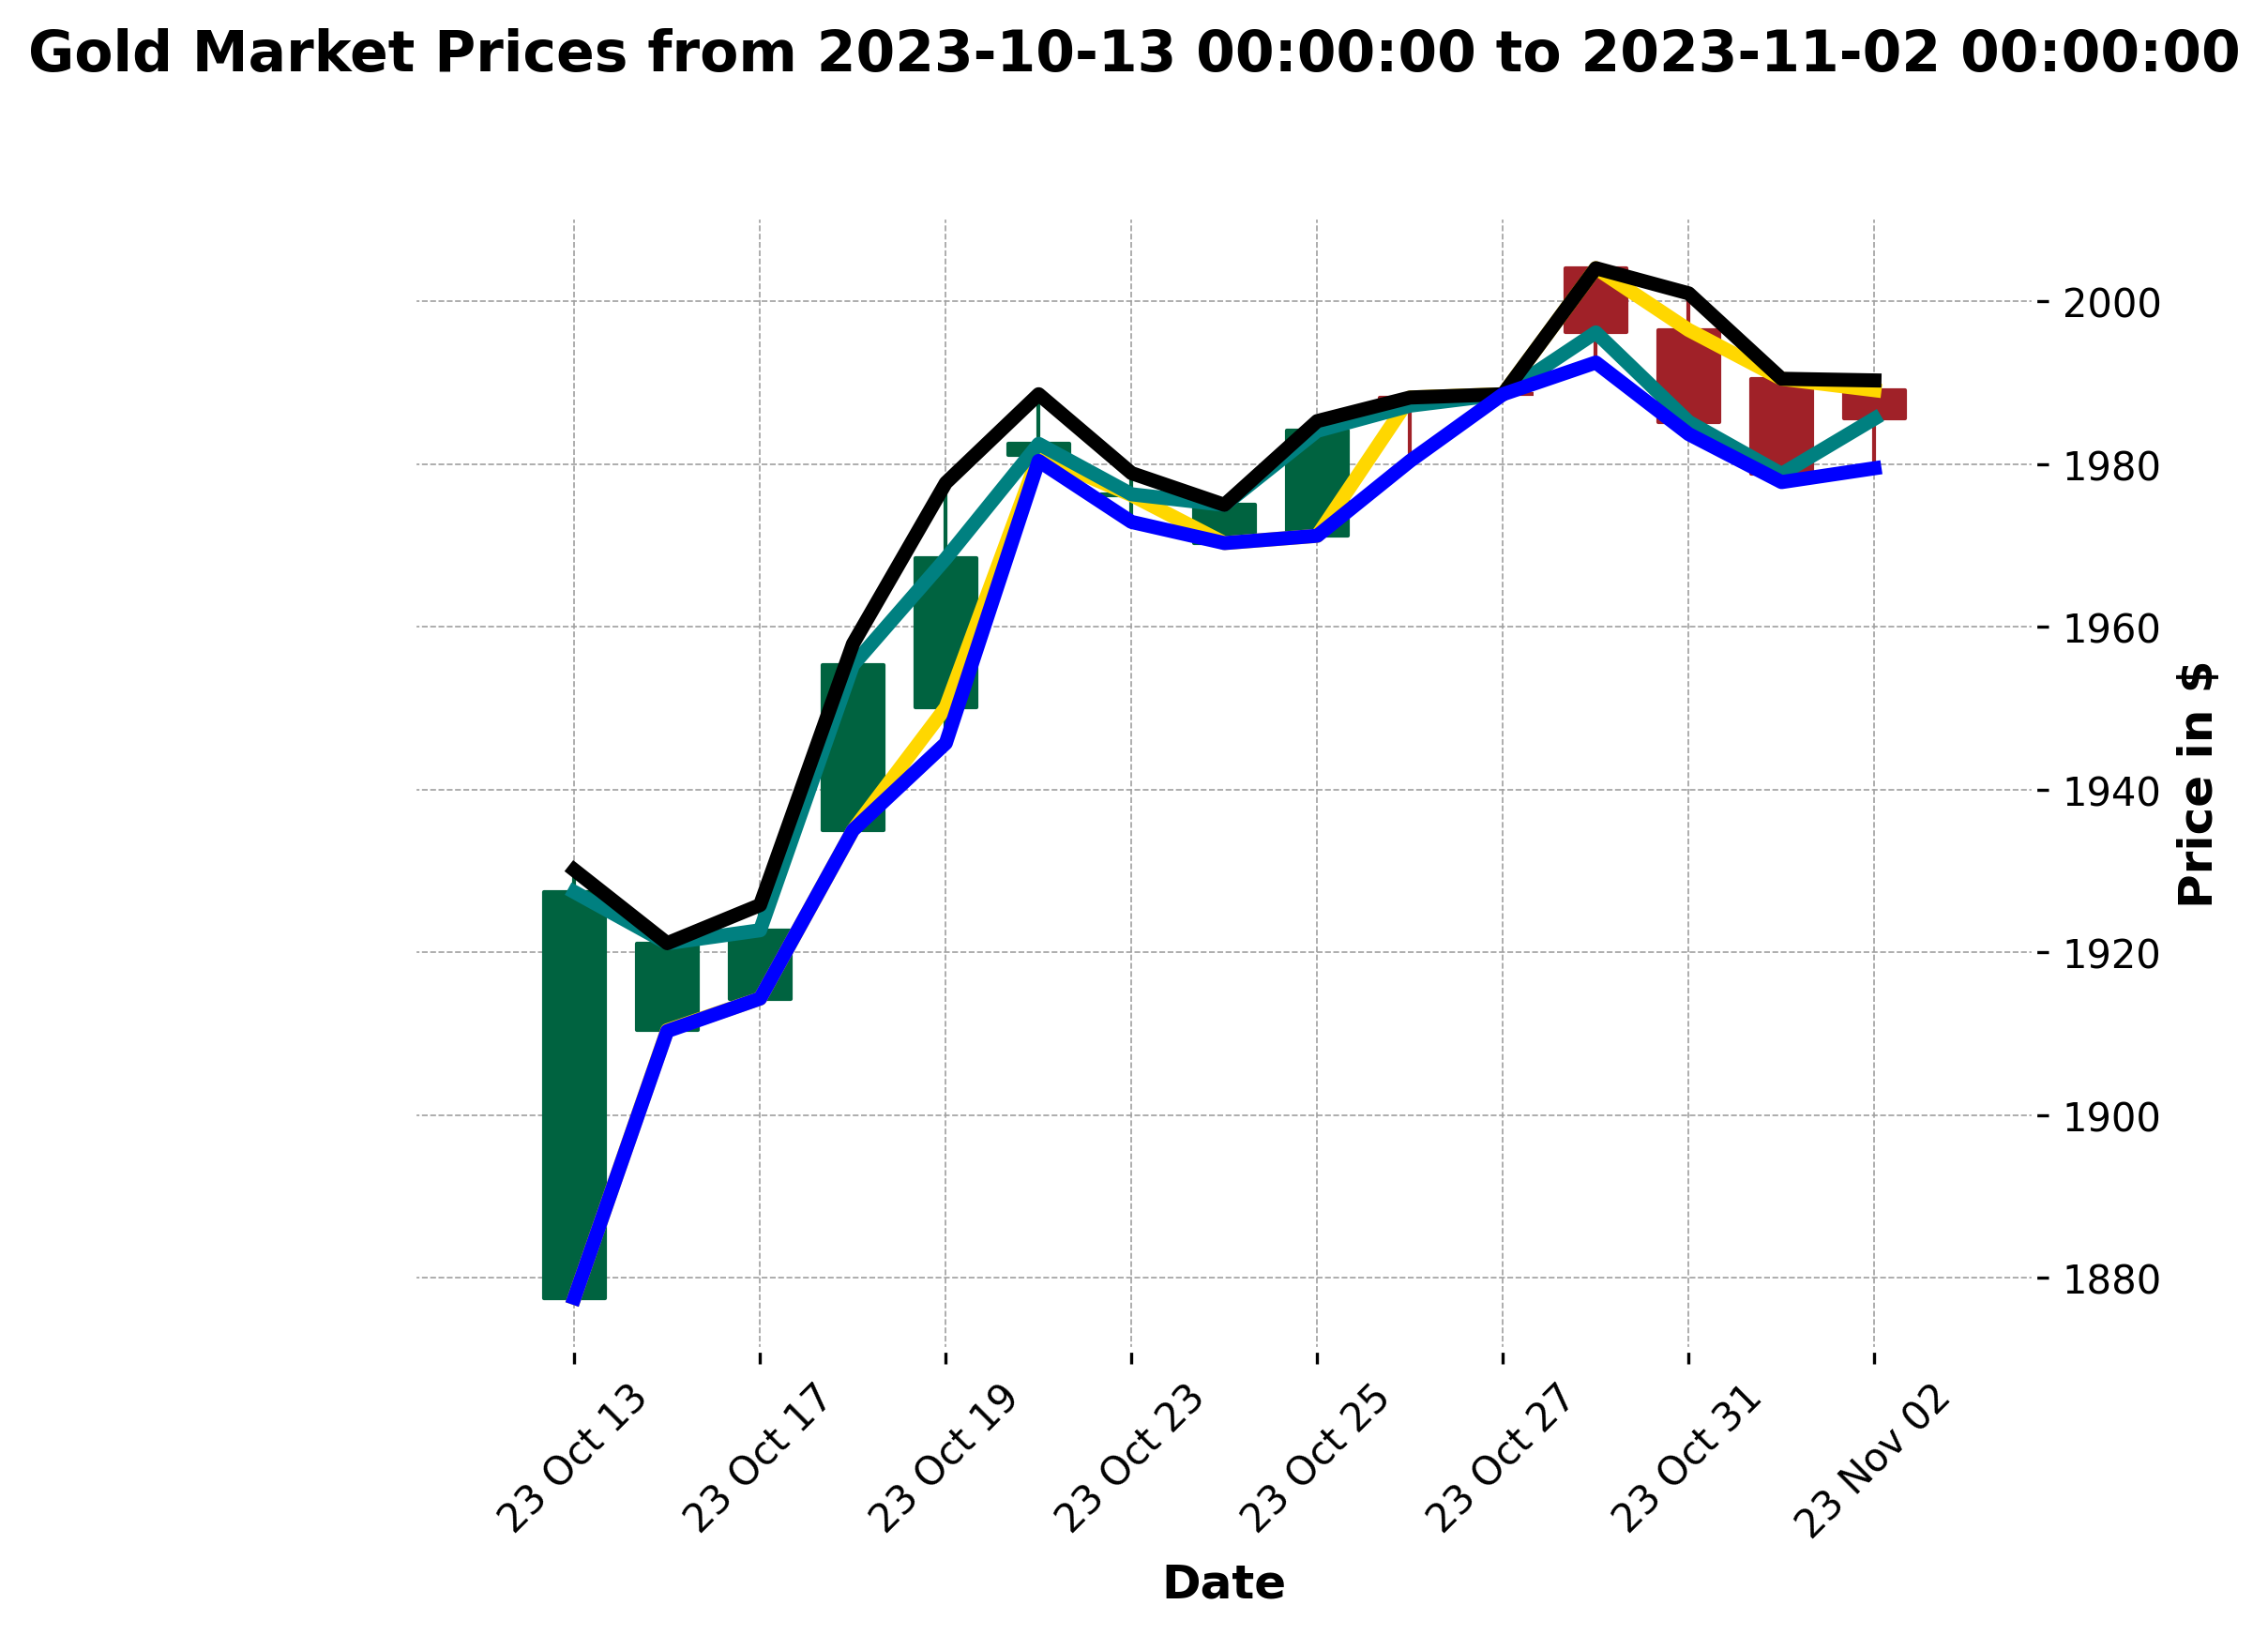 Gold Market Prices from 2023-10-13 00:00:00 to 2023-11-02 00:00:00
2000
1980
1960
1940
1920
1900
1880
Price in $
23 Oct 13
23 Oct 17
23 Oct 19
23 Oct 23
23 Oct 25
23 Oct 27
23 Oct 31
23 Nov 02
Date